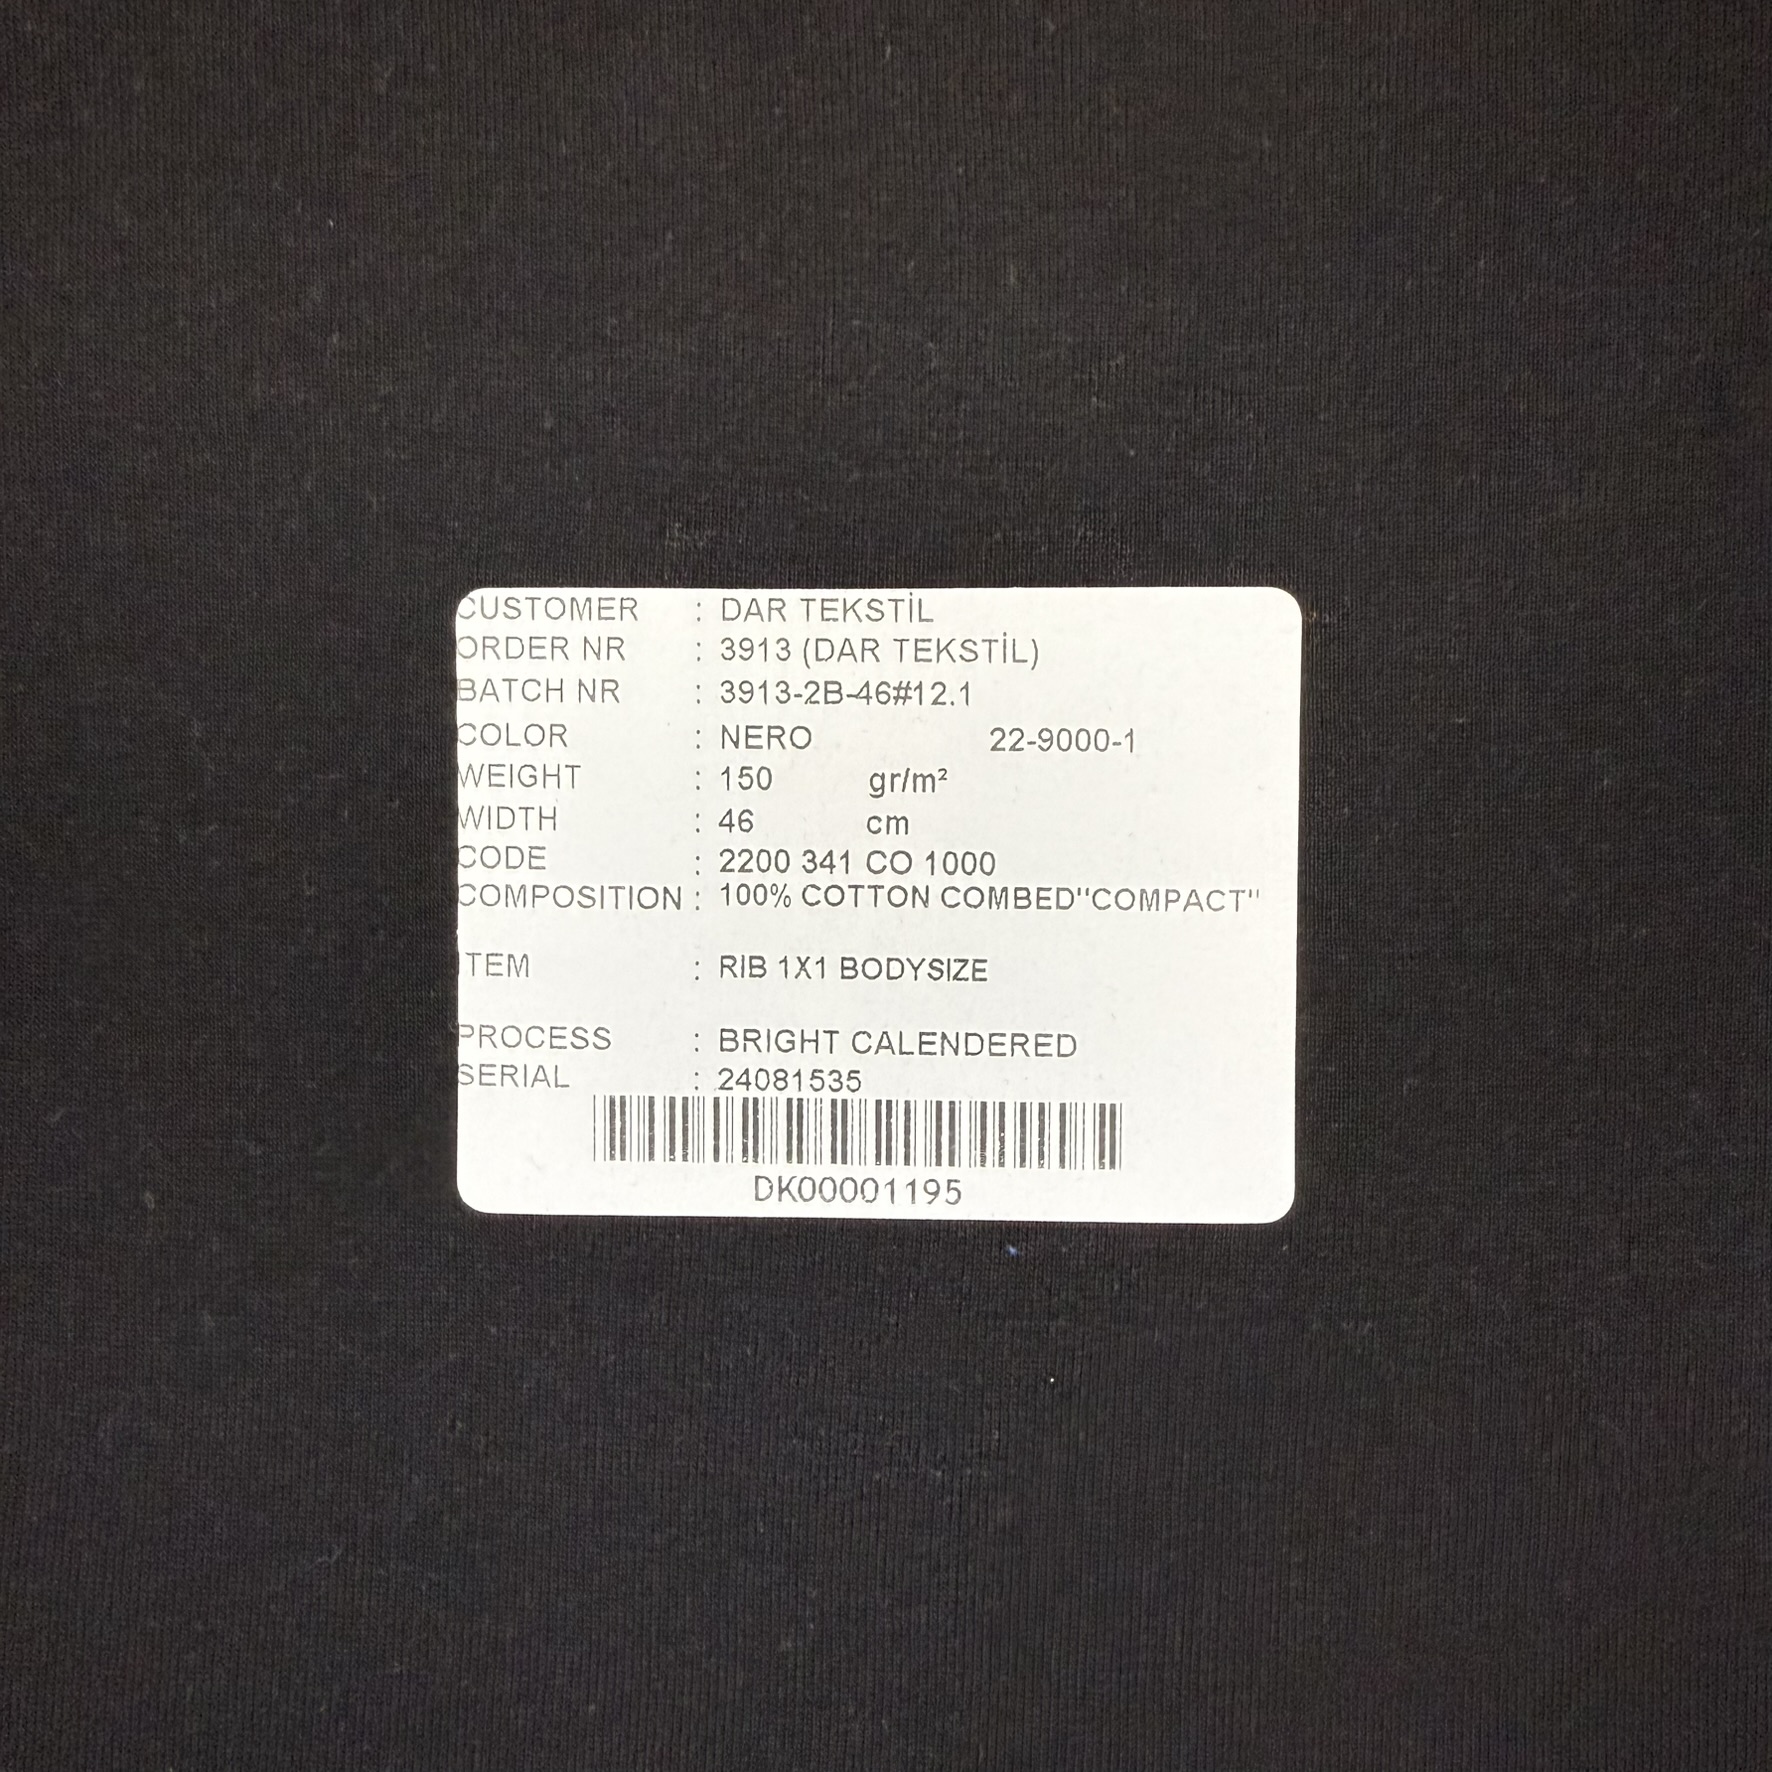 CUSTOMER : DAR TEKSTİL
ORDER NR : 3913 (DAR TEKSTİL)
BATCH NR : 3913-2B-46#12.1
COLOR : NERO 22-9000-1
WEIGHT : 150 gr/m²
WIDTH : 46 cm
CODE : 2200 341 CO 1000
COMPOSITION : 100% COTTON COMBED"COMPACT"
ITEM : RIB 1X1 BODYSIZE
PROCESS : BRIGHT CALENDERED
SERIAL : 24081535
DK00001195